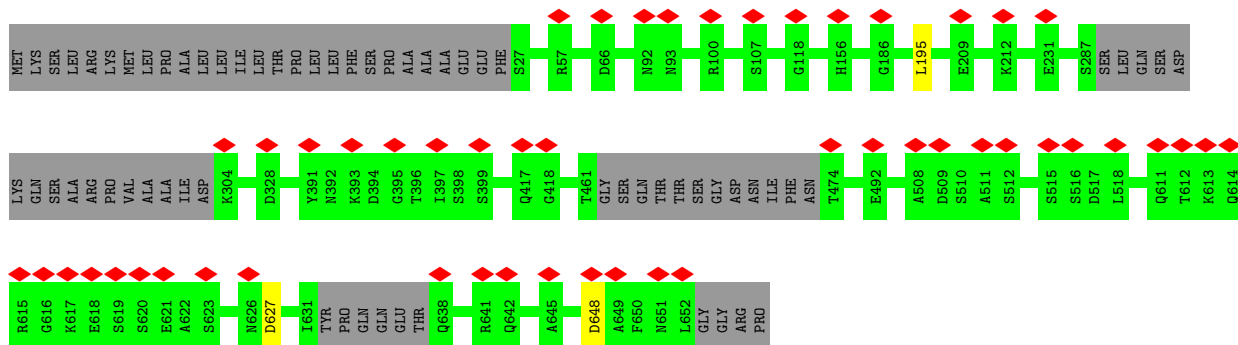 MET LYS SER LEU ARG LYS MET LEU PRO ALA LEU LEU ILE LEU THR PRO LEU LEU PHE SER PRO ALA ALA ALA GLU GLU PHE S27 R57 D66 N92 N93 R100 S107 G118 H156 G186 L195 E209 K212 E231 S287 SER LEU GLN SER ASP
LYS GLN SER ALA ARG PRO VAL ALA ALA ILE ASP K304 D328 Y391 N392 K393 D394 G395 T396 I397 S398 S399 Q417 G418 T461 GLY SER GLN THR THR SER GLY ASP ASN ILE PHE ASN T474 E492 A508 D509 S510 A511 S512 S515 S516 D517 L518 Q611 T612 K613 Q614
R615 G616 K617 E618 S619 S620 E621 A622 S623 N626 D627 I631 TYR PRO GLN GLN GLU THR Q638 R641 Q642 A645 D648 A649 F650 N651 L652 GLY GLY ARG PRO